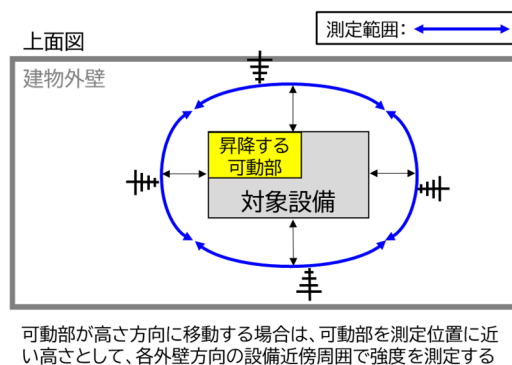 測定範囲：
上面図
建物外壁
昇降する
可動部
対象設備
可動部が高さ方向に移動する場合は、可動部を測定位置に近
い高さとして、各外壁方向の設備近傍周囲で強度を測定する